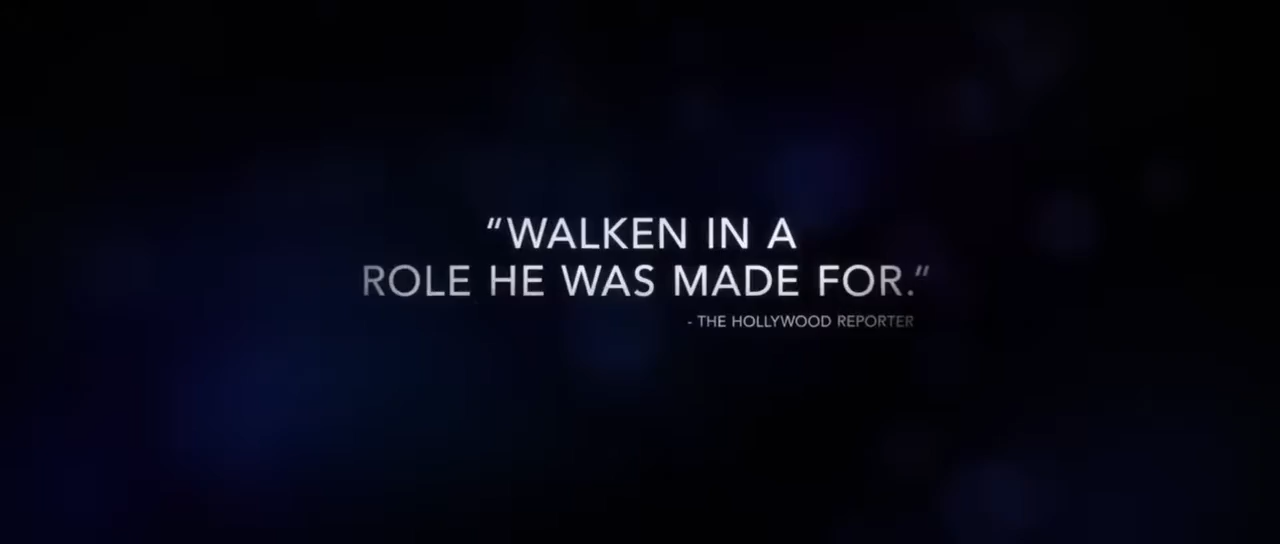 “WALKEN IN A
ROLE HE WAS MADE FOR.“
- THE HOLLYWOOD REPORTER